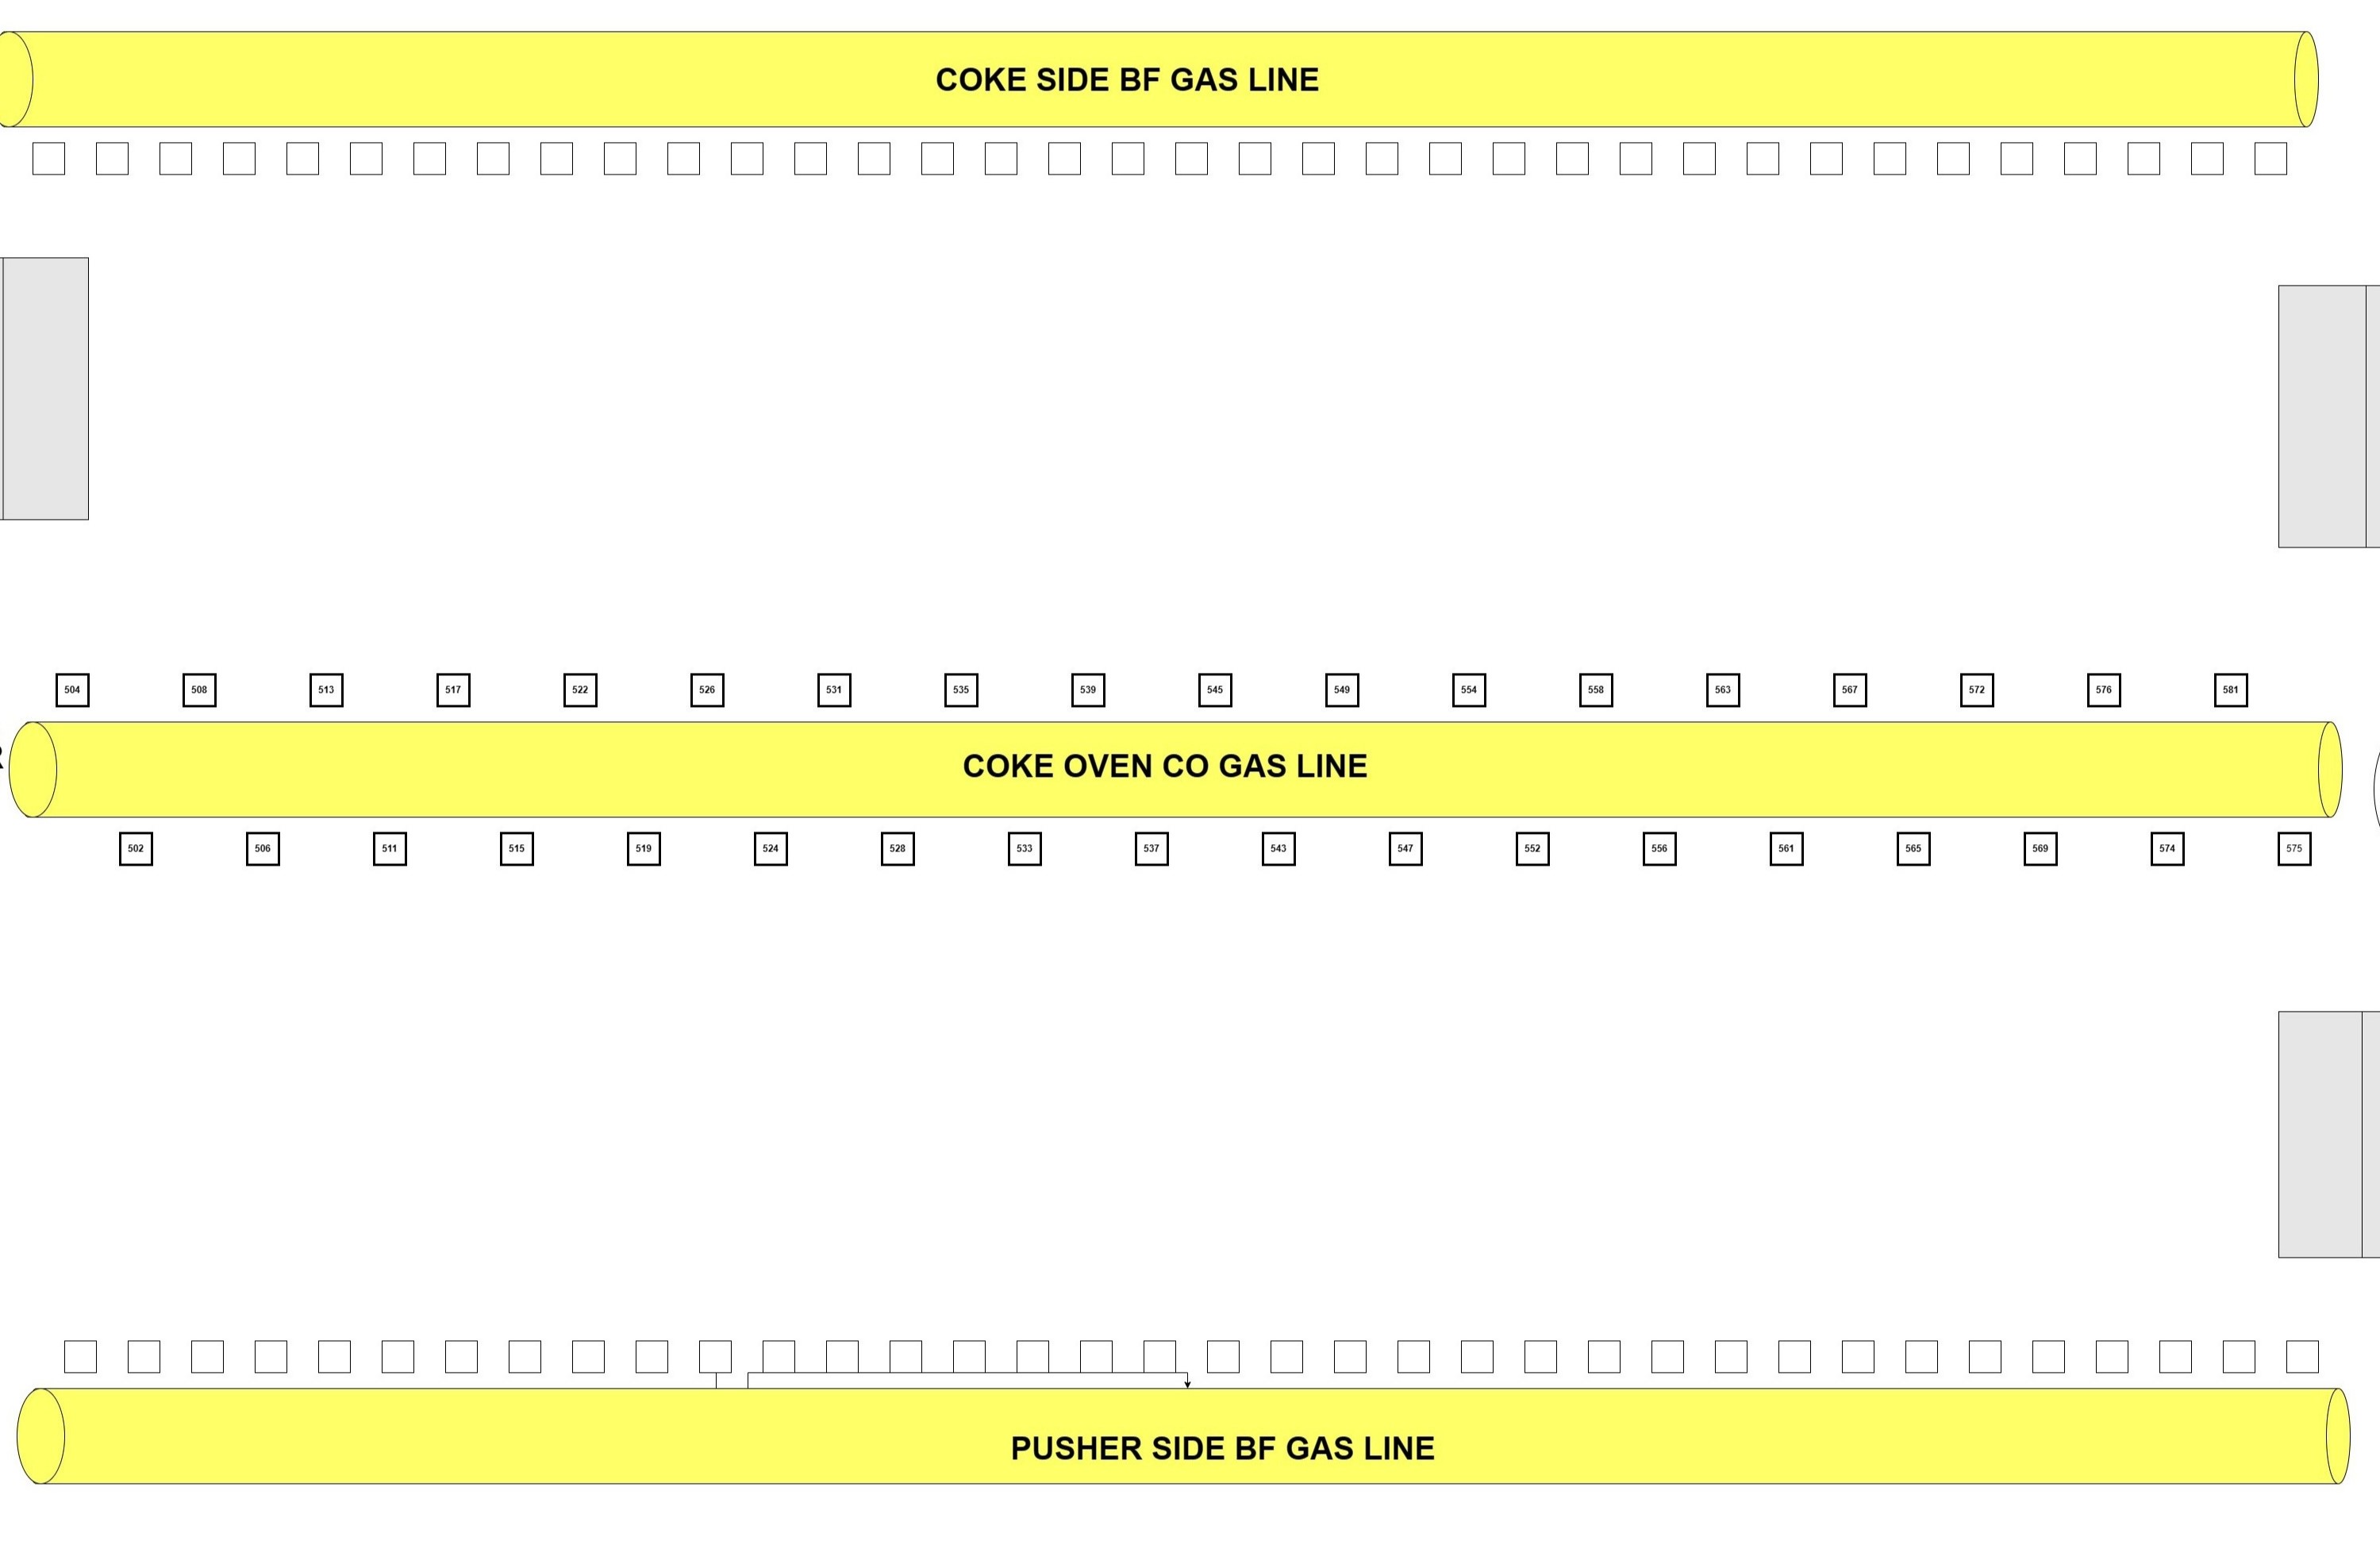 COKE SIDE BF GAS LINE
504 508 513 517 522 526 531 535 539 545 549 554 558 563 567 572 576 581
COKE OVEN CO GAS LINE
502 506 511 515 519 524 528 533 537 543 547 552 556 561 565 569 574 575
PUSHER SIDE BF GAS LINE